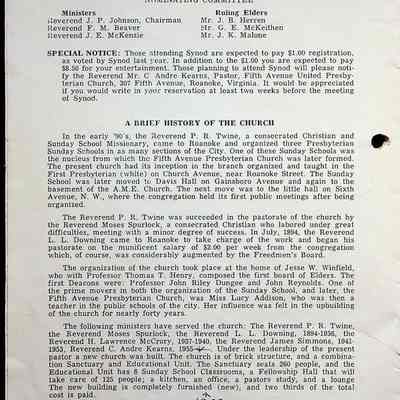 NOMINATING COMMITTEE
Ministers Ruling Elders
Reverend J. P. Johnson, Chairman Mr. J. B. Herren
Reverend F. M. Beaver Mr. G. E. McKeithen
Reverend J. E. McKenzie Mr. J. K. Malone
SPECIAL NOTICE: Those attending Synod are expected to pay $1.00 registration,
as voted by Synod last year. In addition to the $1.00 you are expected to pay
$8.50 for your entertainment. Those planning to attend Synod will please noti-
fy the Reverend Mr. C. Andre Kearns, Pastor, Fifth Avenue United Presby-
terian Church, 307 Fifth Avenue, Roanoke, Virginia. It would be appreciated
if you would write in your reservation at least two weeks before the meeting
of Synod.
A BRIEF HISTORY OF THE CHURCH
In the early '90's, the Reverend P. R. Twine, a consecrated Christian and
Sunday School Missionary, came to Roanoke and organized three Presbyterian
Sunday Schools in as many sections of the City. One of these Sunday Schools was
the nucleus from which the Fifth Avenue Presbyterian Church was later formed.
The present church had its inception in the branch organized and taught in the
First Presbyterian (white) on Church Avenue, near Roanoke Street. The Sunday
School was later moved to Davis Hall on Gainsboro Avenue and again to the
basement of the A.M.E. Church. The next move was to the little hall on Sixth
Avenue, N. W., where the congregation held its first public meetings after being
organized.
The Reverend P. R. Twine was succeeded in the pastorate of the church by
the Reverend Moses Spurlock, a consecrated Christian who labored under great
difficulties, meeting with a minor degree of success. In July, 1894, the Reverend
L. L. Downing came to Roanoke to take charge of the work and began his
pastorate on the munificent salary of $2.00 per week from the congregation
which, of course, was considerably augmented by the Freedmen's Board.
The organization of the church took place at the home of Jesse W. Winfield,
who with Professor Thomas T. Henry, composed the first board of Elders. The
first Deacons were: Professor John Riley Dungee and John Reynolds. One of
the prime movers in both the organization of the Sunday School, and later, the
Fifth Avenue Presbyterian Church, was Miss Lucy Addison, who was then a
teacher in the public schools of the city. Her influence was felt in the upbuilding
of the church for nearly forty years.
The following ministers have served the church: The Reverend P. R. Twine,
the Reverend Moses Spurlock, the Reverend L. L. Downing, 1894-1936, the
Reverend H. Lawrence McCrory, 1937-1940, the Reverend James Simmons, 1941-
1953, Reverend C. Andre Kearns, 1955- Under the leadership of the present
pastor a new church was built. The church is of brick structure, and a combina-
tion Sanctuary and Educational Unit. The Sanctuary seats 260 people, and the
Educational Unit has 8 Sunday School Classrooms, a Fellowship Hall that will
take care of 125 people; a kitchen, an office, a pastors study, and a lounge
The new building is completely furnished (new), and two thirds of the total
cost is paid.